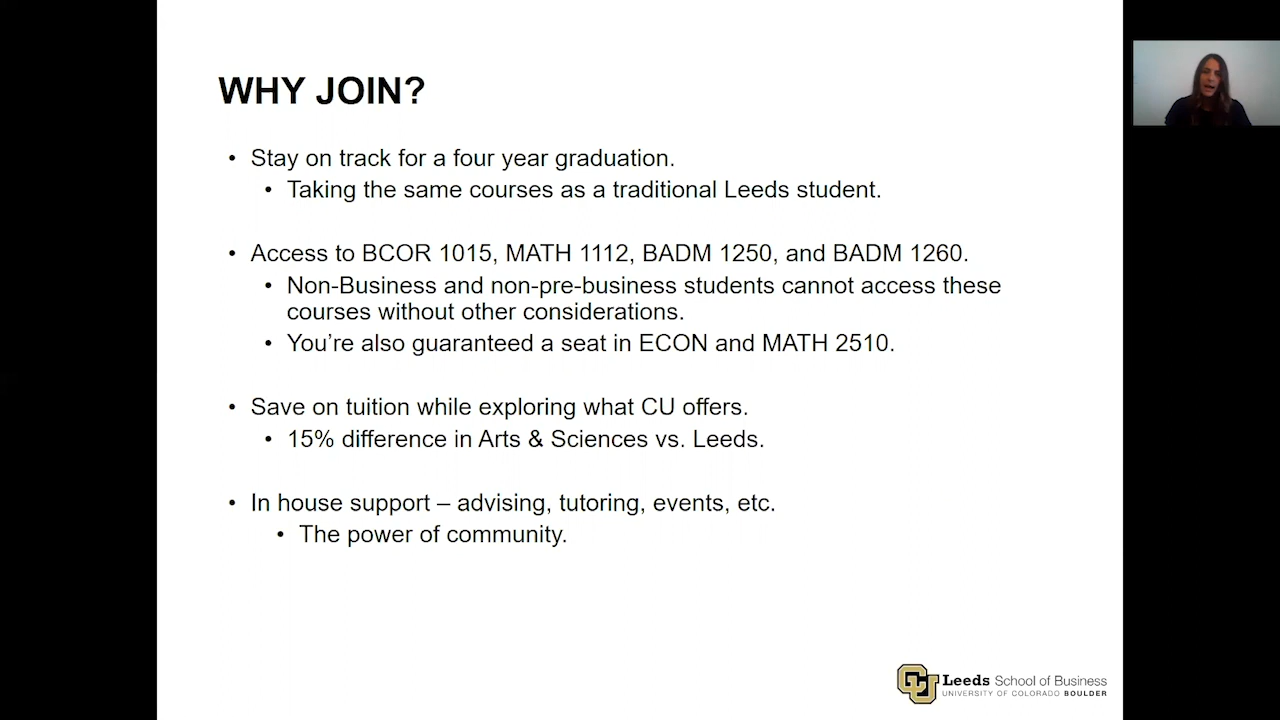 WHY JOIN?
• Stay on track for a four year graduation.
• Taking the same courses as a traditional Leeds student.
• Access to BCOR 1015, MATH 1112, BADM 1250, and BADM 1260.
• Non-Business and non-pre-business students cannot access these
courses without other considerations.
• You’re also guaranteed a seat in ECON and MATH 2510.
• Save on tuition while exploring what CU offers.
• 15% difference in Arts & Sciences vs. Leeds.
• In house support – advising, tutoring, events, etc.
• The power of community.
CU Leeds School of Business
UNIVERSITY OF COLORADO BOULDER